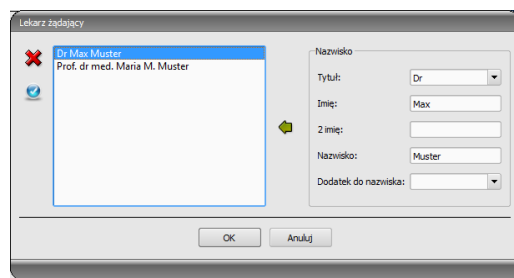 Lekarz żądający
Dr Max Muster
Prof. dr med. Maria M. Muster
Nazwisko
Tytuł: Dr
Imię: Max
2 imię:
Nazwisko: Muster
Dodatek do nazwiska:
OK Anuluj